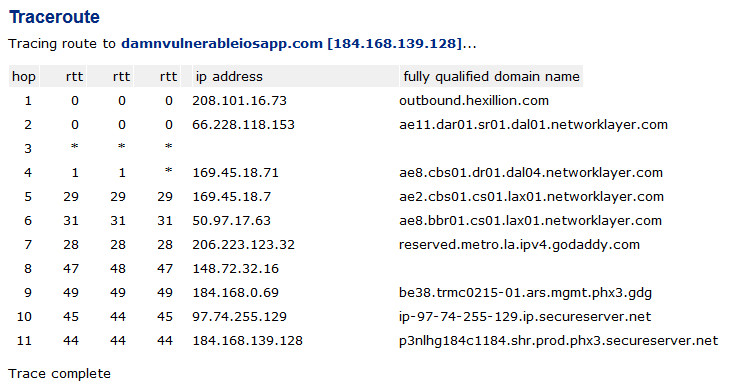 Traceroute
Tracing route to damnvulnerableiosapp.com [184.168.139.128]...
hop rtt rtt rtt ip address fully qualified domain name
1 0 0 0 208.101.16.73 outbound.hexillion.com
2 0 0 0 66.228.118.153 ae11.dar01.sr01.dal01.networklayer.com
3 * * *
4 1 1 * 169.45.18.71 ae8.cbs01.dr01.dal04.networklayer.com
5 29 29 29 169.45.18.7 ae2.cbs01.cs01.lax01.networklayer.com
6 31 31 31 50.97.17.63 ae8.bbr01.cs01.lax01.networklayer.com
7 28 28 28 206.223.123.32 reserved.metro.la.ipv4.godaddy.com
8 47 48 47 148.72.32.16
9 49 49 49 184.168.0.69 be38.trmc0215-01.ars.mgmt.phx3.gdg
10 45 44 45 97.74.255.129 ip-97-74-255-129.ip.secureserver.net
11 44 44 44 184.168.139.128 p3nlhg184c1184.shr.prod.phx3.secureserver.net
Trace complete